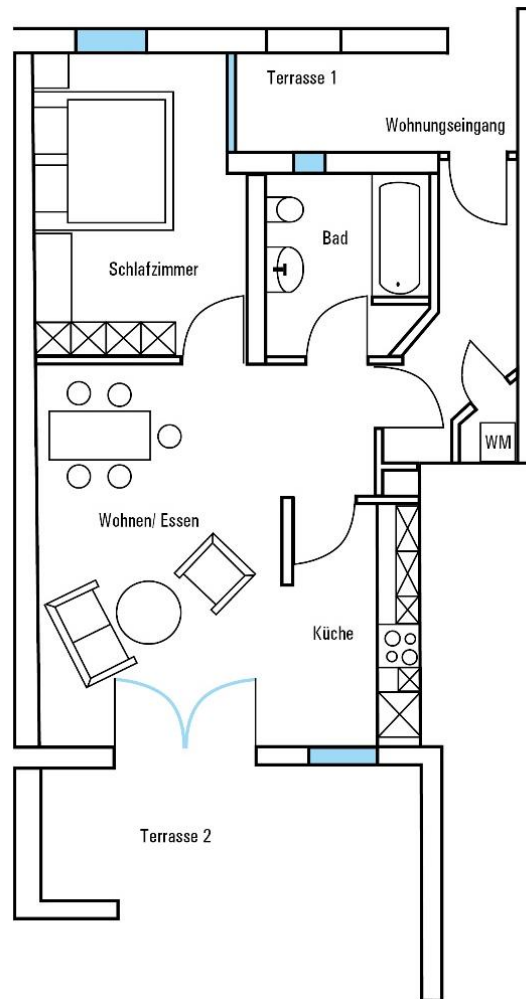 Terrasse 1
Wohnungseingang
Bad
Schlafzimmer
WM
Wohnen/ Essen
Küche
Terrasse 2